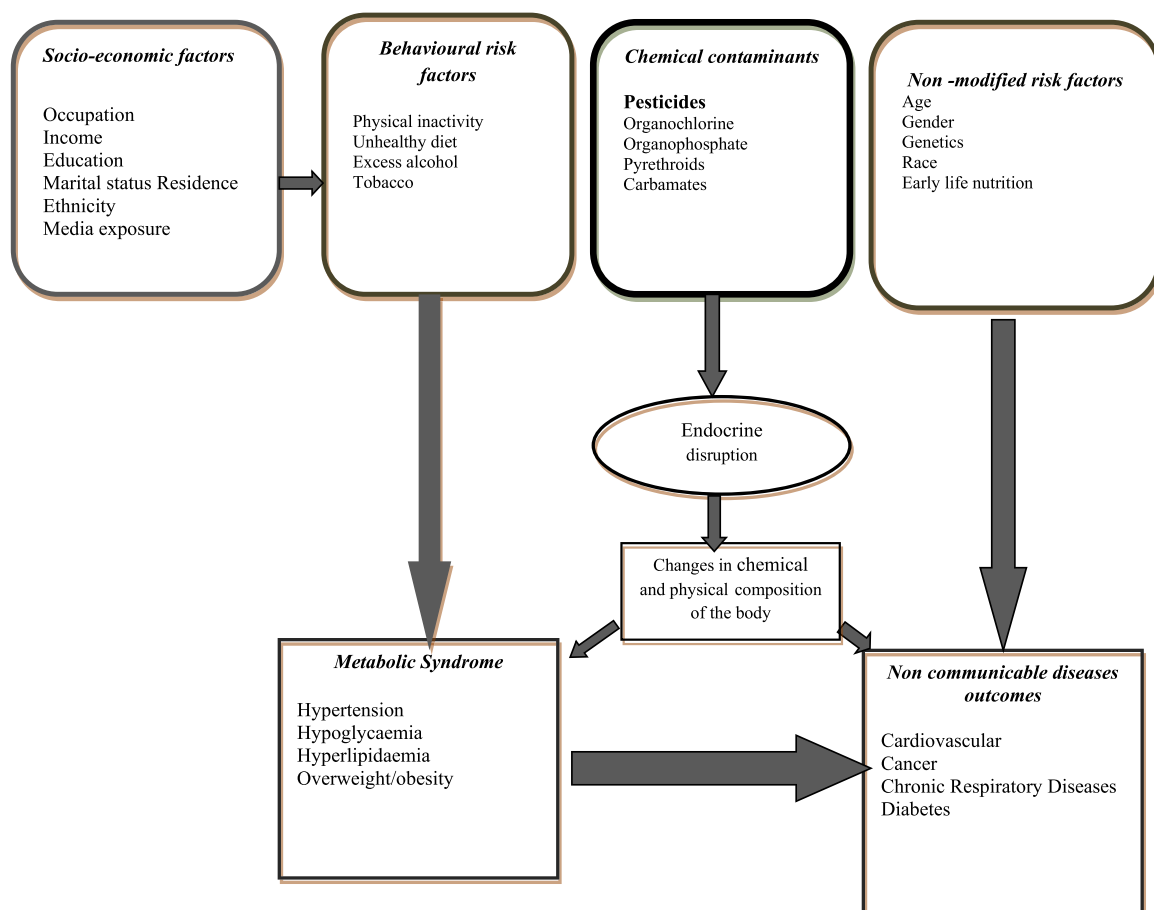 Socio-economic factors
Occupation
Income
Education
Marital status Residence
Ethnicity
Media exposure
Behavioural risk
factors
Physical inactivity
Unhealthy diet
Excess alcohol
Tobacco
Chemical contaminants
Pesticides
Organochlorine
Organophosphate
Pyrethroids
Carbamates
Non -modified risk factors
Age
Gender
Genetics
Race
Early life nutrition
Endocrine
disruption
Changes in chemical
and physical composition
of the body
Metabolic Syndrome
Hypertension
Hypoglycaemia
Hyperlipidaemia
Overweight/obesity
Non communicable diseases
outcomes
Cardiovascular
Cancer
Chronic Respiratory Diseases
Diabetes